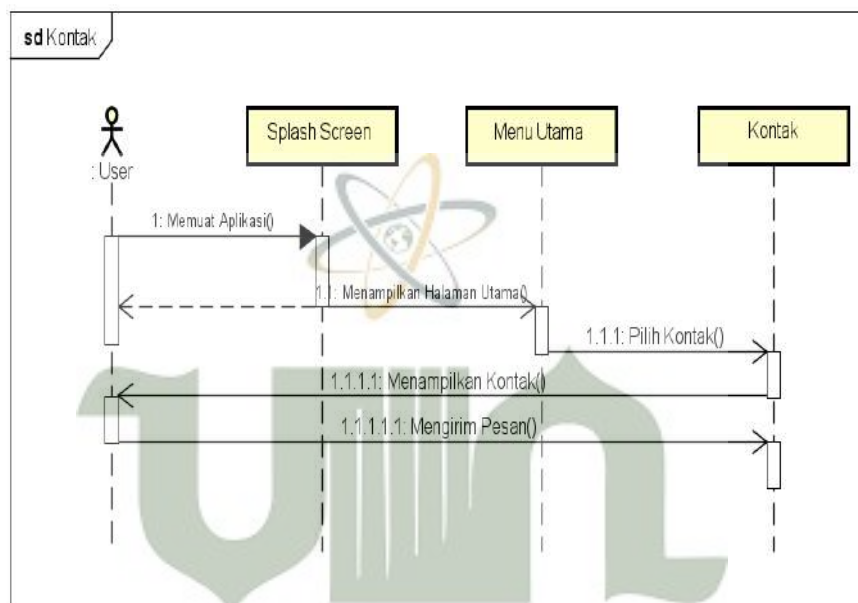 sd Kontak
: User
Splash Screen
Menu Utama
Kontak
1: Memuat Aplikasi()
1.1: Menampilkan Halaman Utama()
1.1.1: Pilih Kontak()
1.1.1.1: Menampilkan Kontak()
1.1.1.1.1: Mengirim Pesan()